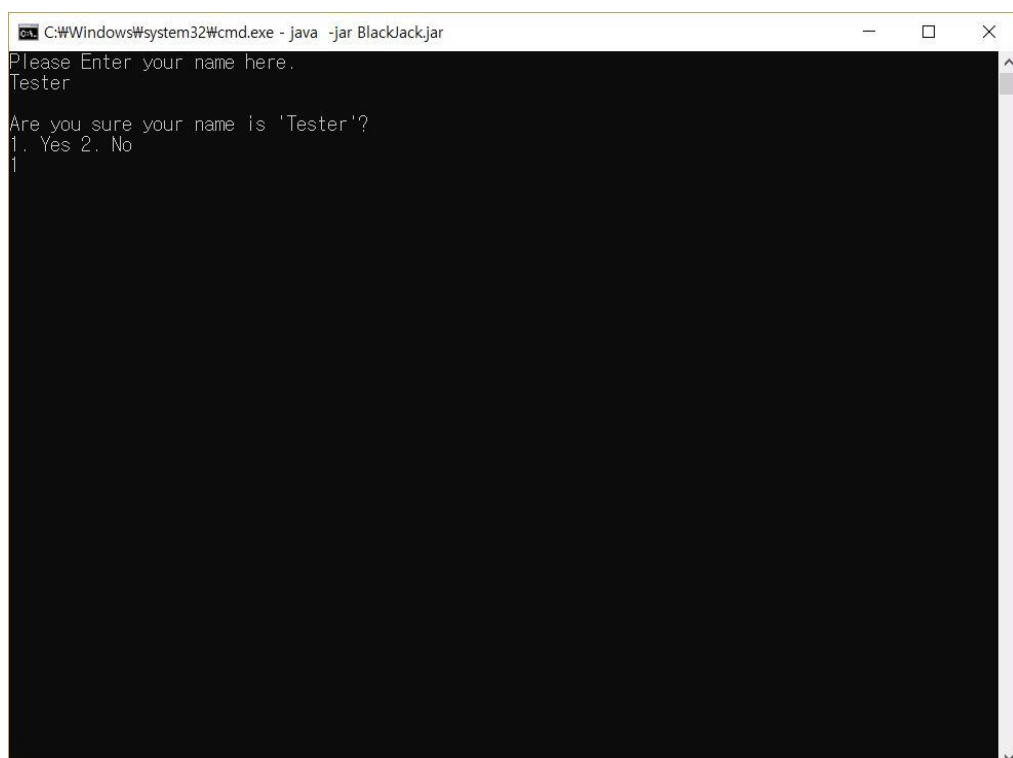 C:₩Windows₩system32₩cmd.exe - java  -jar BlackJack.jar
Please Enter your name here.
Tester
Are you sure your name is 'Tester'?
1. Yes 2. No
1